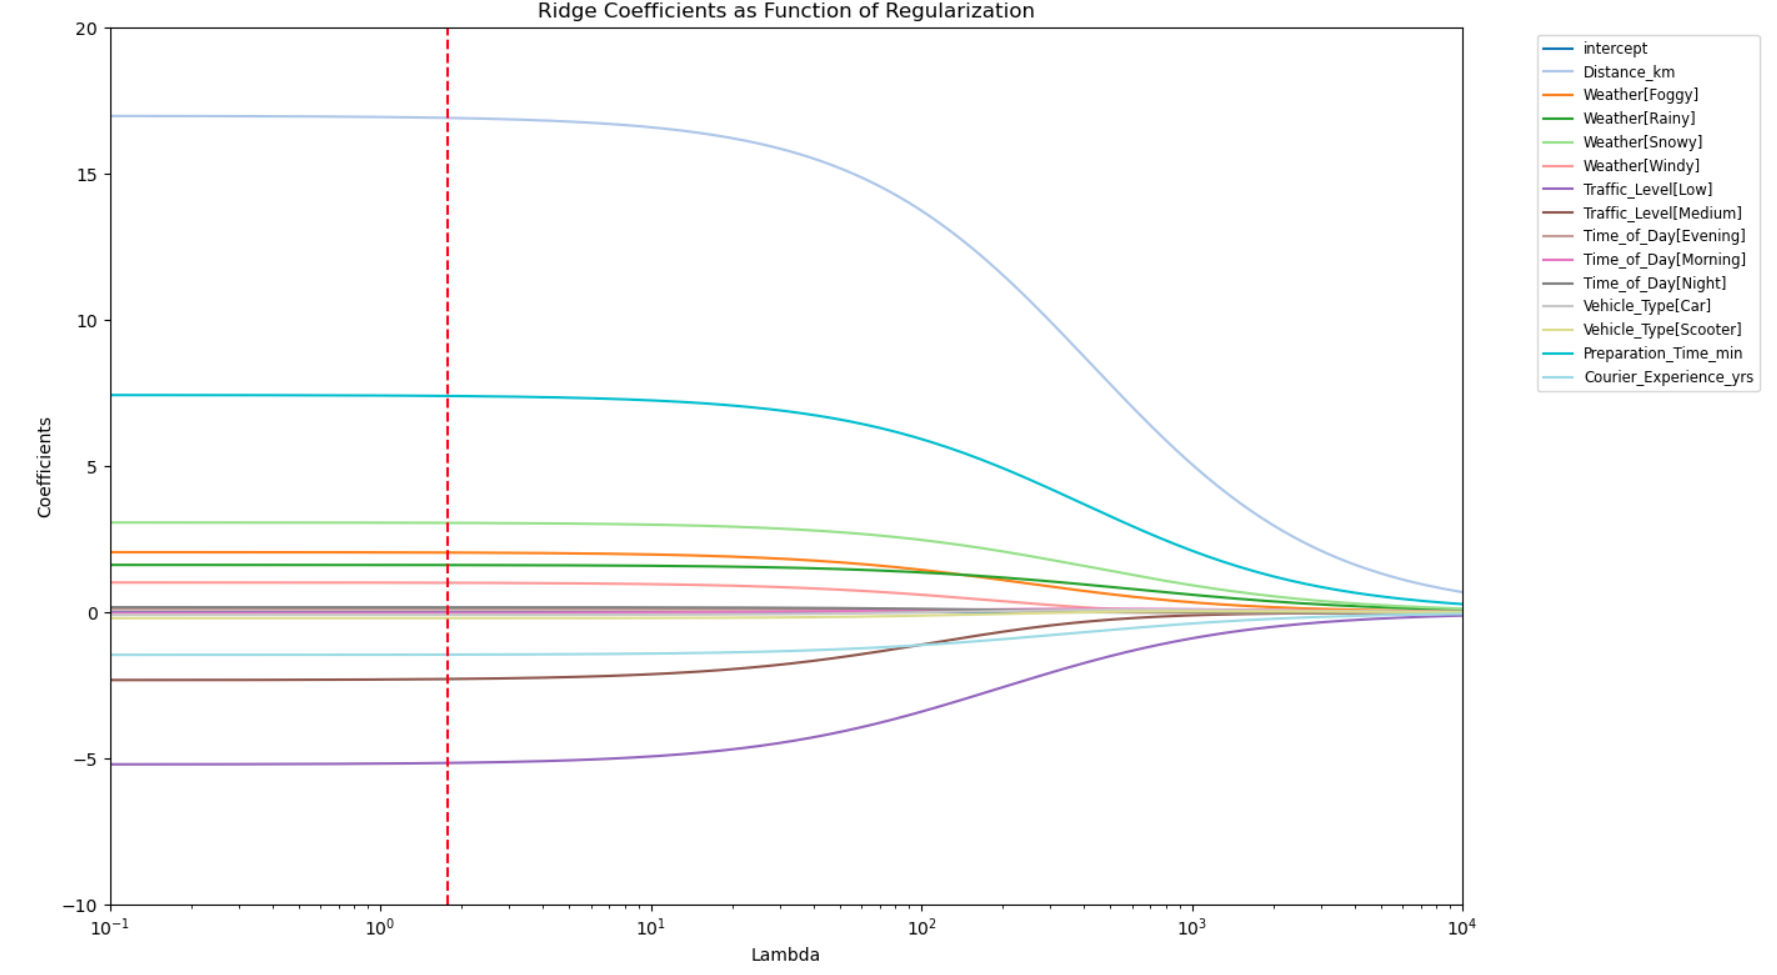 Ridge Coefficients as Function of Regularization
20
15
10
5
0
−5
−10
Coefficients
10⁻¹ 10⁰ 10¹ 10² 10³ 10⁴
Lambda
intercept
Distance_km
Weather[Foggy]
Weather[Rainy]
Weather[Snowy]
Weather[Windy]
Traffic_Level[Low]
Traffic_Level[Medium]
Time_of_Day[Evening]
Time_of_Day[Morning]
Time_of_Day[Night]
Vehicle_Type[Car]
Vehicle_Type[Scooter]
Preparation_Time_min
Courier_Experience_yrs